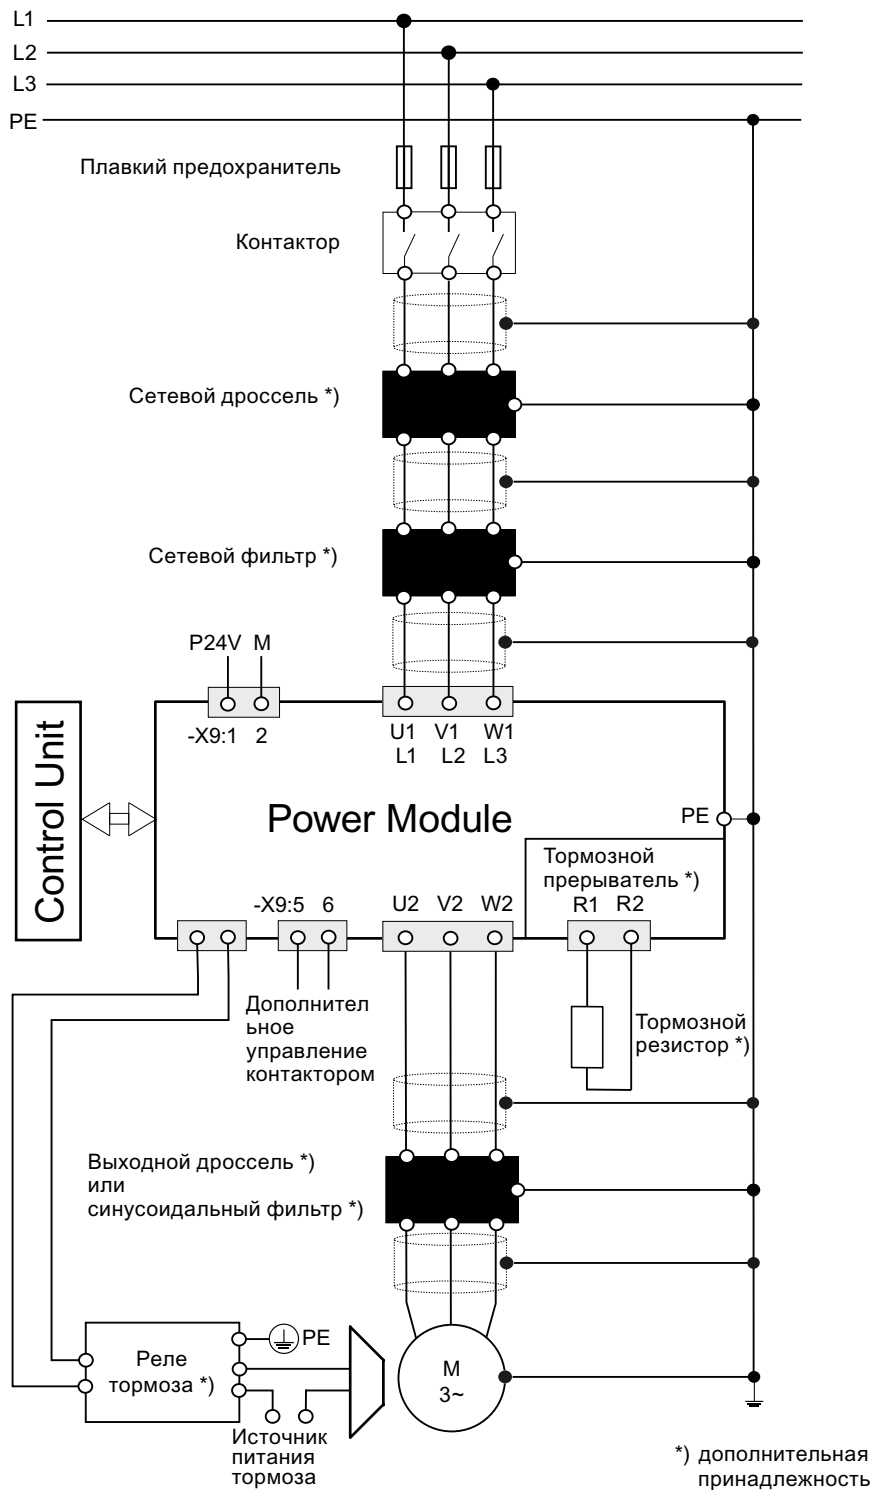 L1
L2
L3
PE
Плавкий предохранитель
Контактор
Сетевой дроссель *)
Сетевой фильтр *)
P24V M
-X9:1 2
U1 V1 W1
L1 L2 L3
Control Unit
Power Module
PE
Тормозной
прерыватель *)
-X9:5 6
U2 V2 W2
R1 R2
Дополнител
ьное
управление
контактором
Тормозной
резистор *)
Выходной дроссель *)
или
синусоидальный фильтр *)
Реле
тормоза *)
PE
M
3~
Источник
питания
тормоза
*) дополнительная
принадлежность